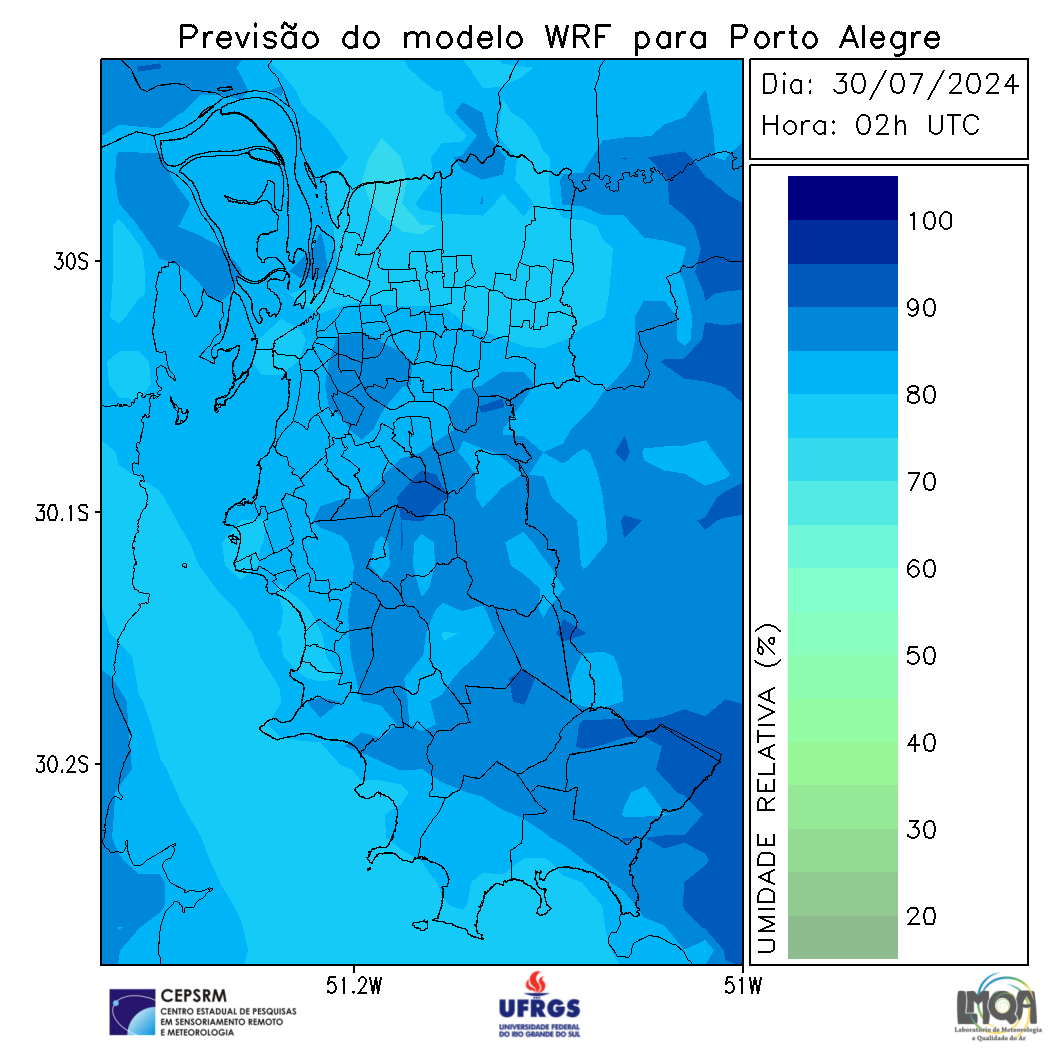 Previsão do modelo WRF para Porto Alegre
Dia: 30/07/2024
Hora: 02h UTC
100
90
80
70
60
50
40
30
20
UMIDADE RELATIVA (%)
30S
30.1S
30.2S
51.2W
51W
CEPSRM
CENTRO ESTADUAL DE PESQUISAS
EM SENSORIAMENTO REMOTO
E METEOROLOGIA
UFRGS
UNIVERSIDADE FEDERAL
DO RIO GRANDE DO SUL
LMQA
Laboratório de Meteorologia
e Qualidade do Ar